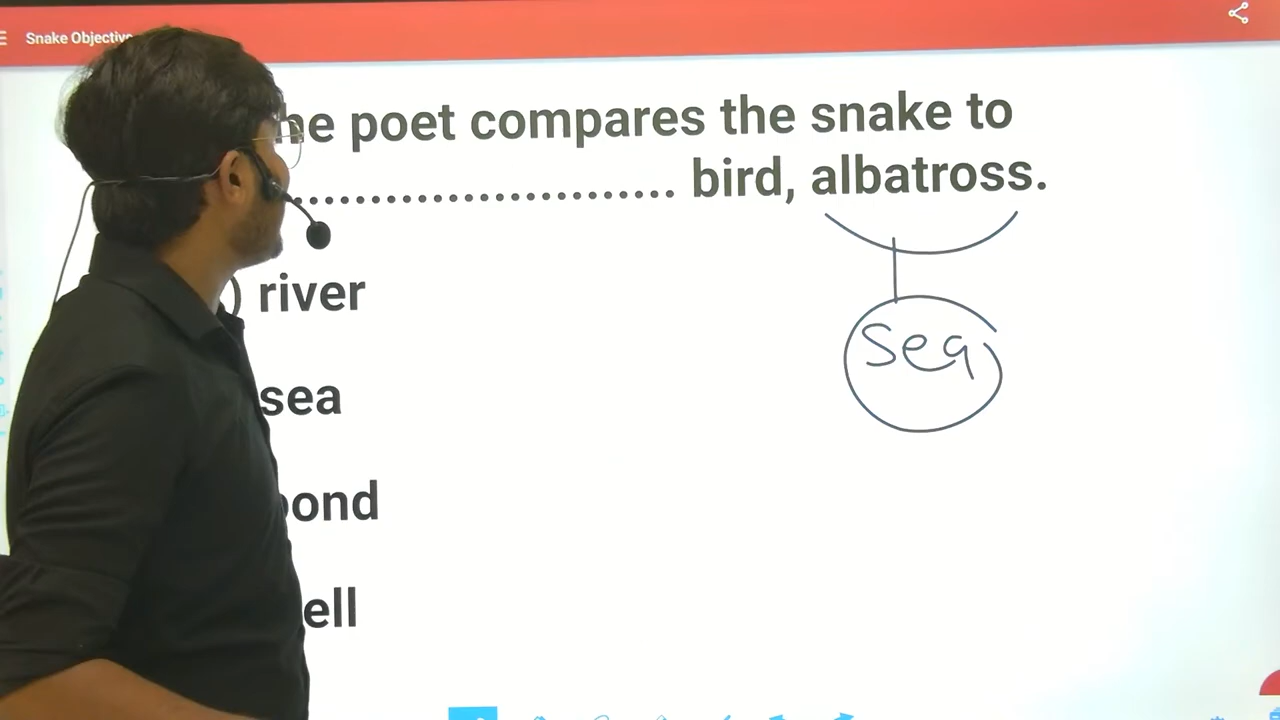 Snake Objective
he poet compares the snake to
........................ bird, albatross.
) river
sea
sea
ond
ell